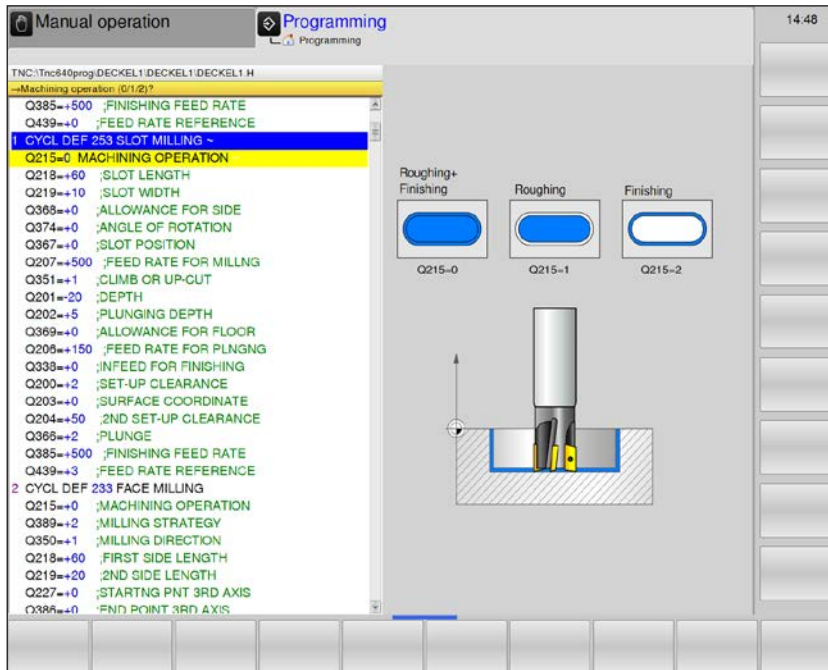 Manual operation
Programming
Programming
14:48
TNC:\Tnc640prog\DECKEL1\DECKEL1\DECKEL1.H
→Machining operation (0/1/2)?
Q385=+500 ;FINISHING FEED RATE
Q439=+0 ;FEED RATE REFERENCE
1 CYCL DEF 253 SLOT MILLING ~
Q215=0 MACHINING OPERATION
Q218=+60 ;SLOT LENGTH
Q219=+10 ;SLOT WIDTH
Q368=+0 ;ALLOWANCE FOR SIDE
Q374=+0 ;ANGLE OF ROTATION
Q367=+0 ;SLOT POSITION
Q207=+500 ;FEED RATE FOR MILLNG
Q351=+1 ;CLIMB OR UP-CUT
Q201=-20 ;DEPTH
Q202=+5 ;PLUNGING DEPTH
Q369=+0 ;ALLOWANCE FOR FLOOR
Q206=+150 ;FEED RATE FOR PLNGNG
Q338=+0 ;INFEED FOR FINISHING
Q200=+2 ;SET-UP CLEARANCE
Q203=+0 ;SURFACE COORDINATE
Q204=+50 ;2ND SET-UP CLEARANCE
Q366=+2 ;PLUNGE
Q385=+500 ;FINISHING FEED RATE
Q439=+3 ;FEED RATE REFERENCE
2 CYCL DEF 233 FACE MILLING
Q215=+0 ;MACHINING OPERATION
Q389=+2 ;MILLING STRATEGY
Q350=+1 ;MILLING DIRECTION
Q218=+60 ;FIRST SIDE LENGTH
Q219=+20 ;2ND SIDE LENGTH
Q227=+0 ;STARTNG PNT 3RD AXIS
Q386=+0 ;END POINT 3RD AXIS
Roughing+
Finishing
Roughing
Finishing
Q215=0
Q215=1
Q215=2